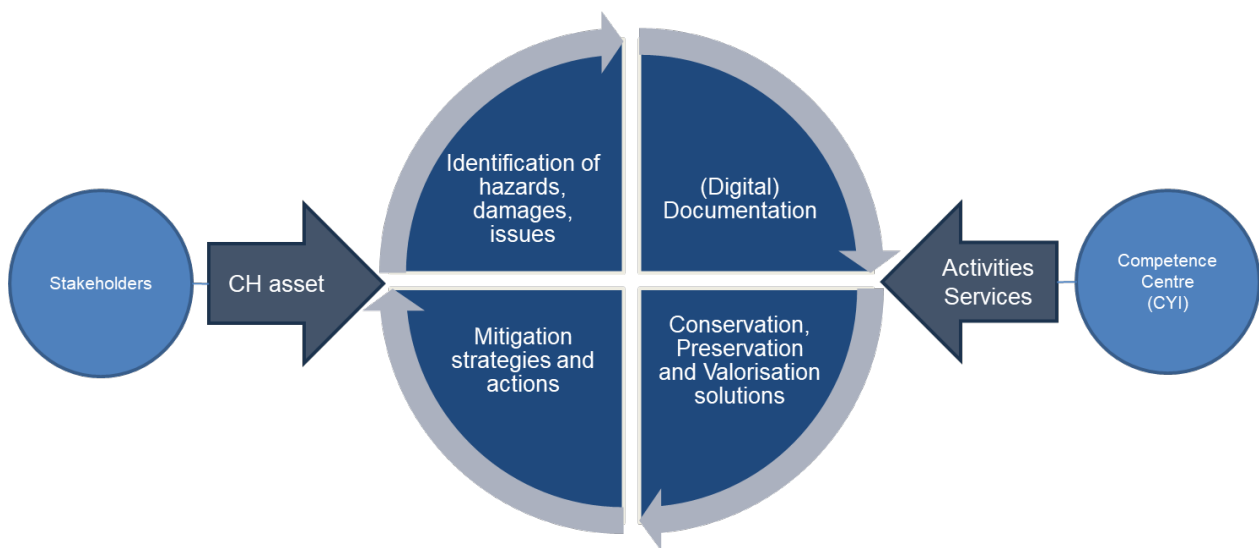 Identification of
hazards,
damages,
issues
(Digital)
Documentation
Stakeholders
CH asset
Activities
Services
Competence
Centre
(CYI)
Mitigation
strategies and
actions
Conservation,
Preservation
and Valorisation
solutions